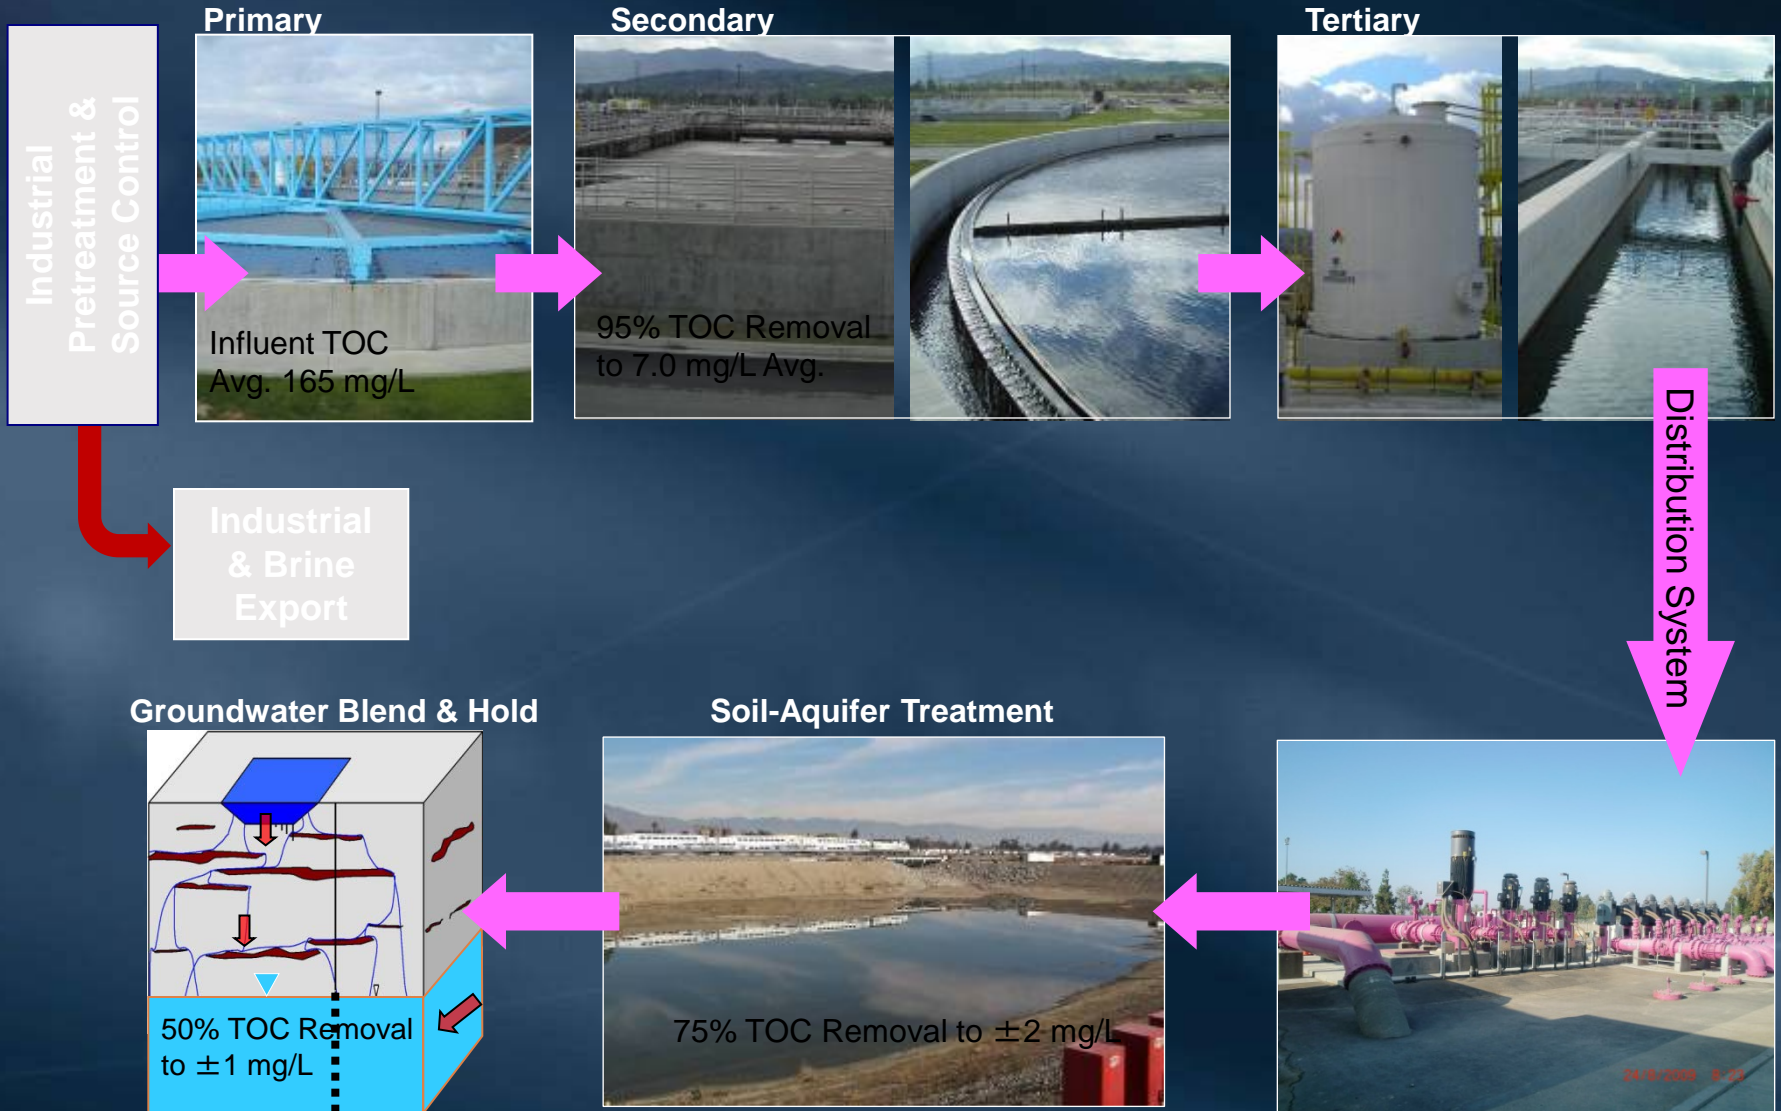 Primary
Secondary
Tertiary
Industrial
Pretreatment &
Source Control
Influent TOC
Avg. 165 mg/L
95% TOC Removal
to 7.0 mg/L Avg.
Distribution System
Industrial
& Brine
Export
Groundwater Blend & Hold
Soil-Aquifer Treatment
50% TOC Removal
to ±1 mg/L
75% TOC Removal to ±2 mg/L